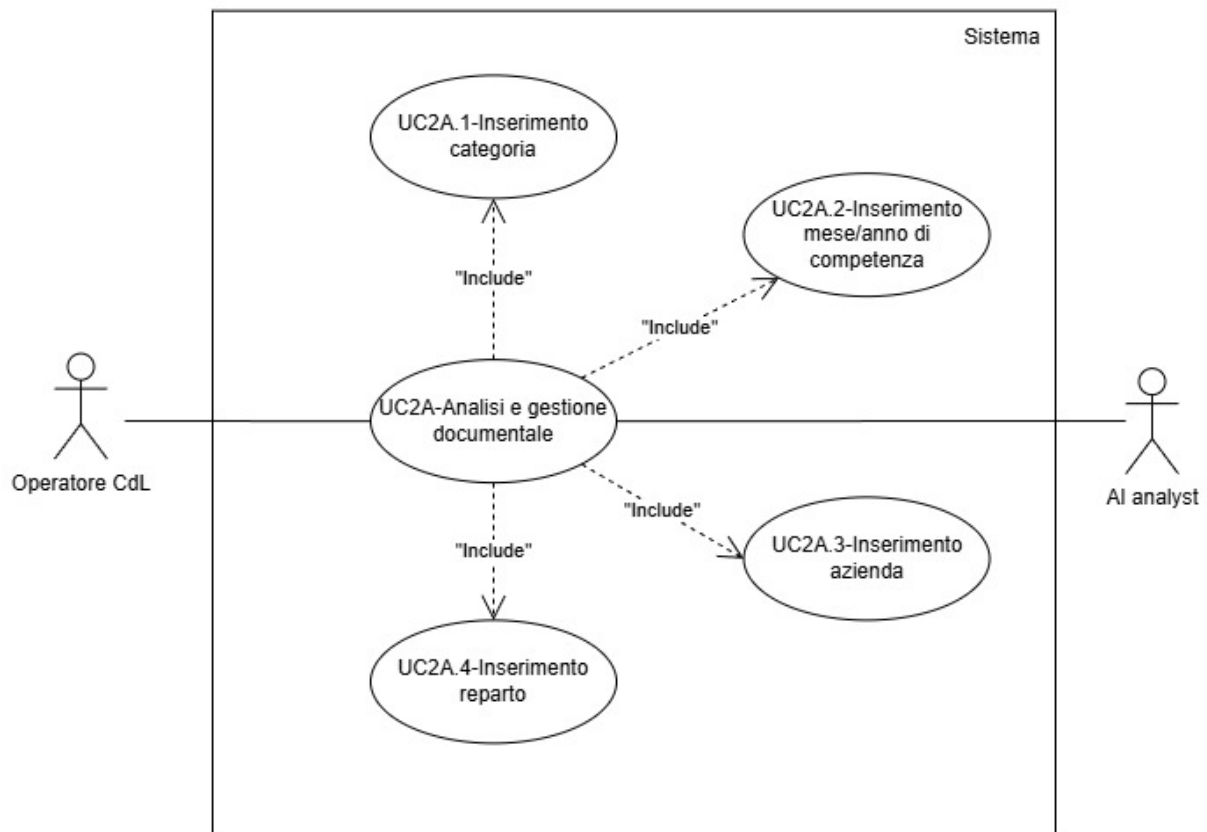 Sistema
UC2A.1-Inserimento
categoria
UC2A.2-Inserimento
mese/anno di
competenza
"Include"
"Include"
UC2A-Analisi e gestione
documentale
Operatore CdL
AI analyst
"Include"
UC2A.3-Inserimento
azienda
"Include"
UC2A.4-Inserimento
reparto